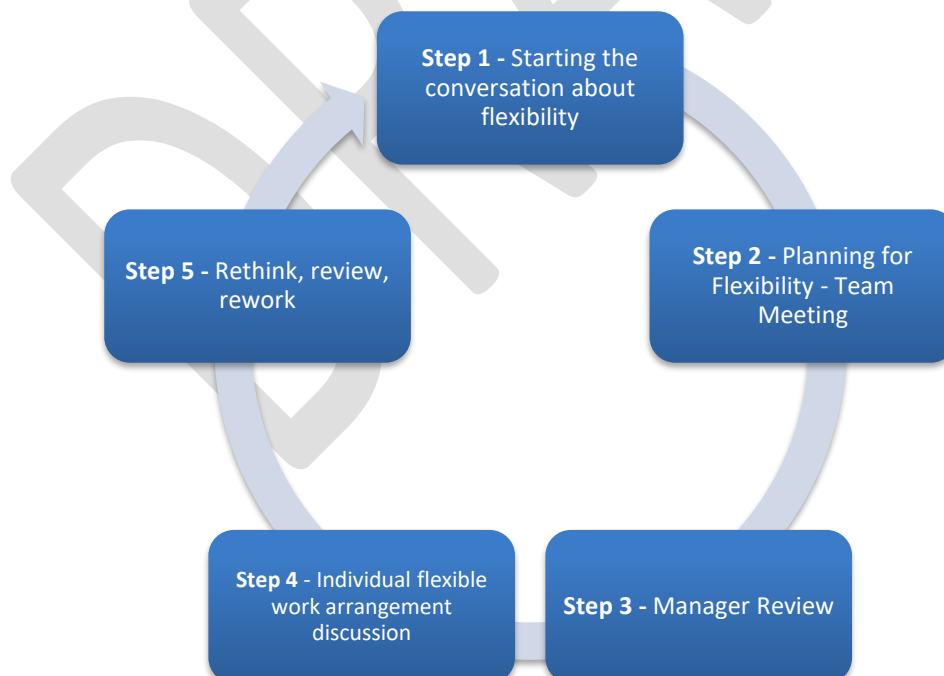 Step 1 - Starting the
conversation about
flexibility
Step 2 - Planning for
Flexibility - Team
Meeting
Step 3 - Manager Review
Step 4 - Individual flexible
work arrangement
discussion
Step 5 - Rethink, review,
rework